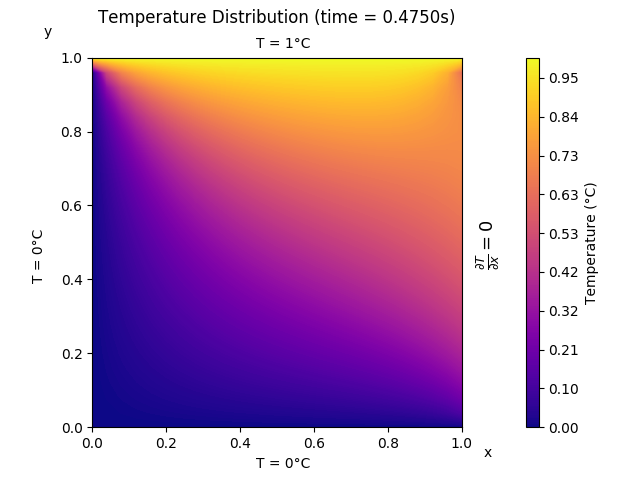 Temperature Distribution (time = 0.4750s)
y
T = 1°C
1.0
0.8
0.6
0.4
0.2
0.0
T = 0°C
0.0 0.2 0.4 0.6 0.8 1.0
T = 0°C
x
∂T/∂x = 0
0.95
0.84
0.73
0.63
0.53
0.42
0.32
0.21
0.10
0.00
Temperature (°C)